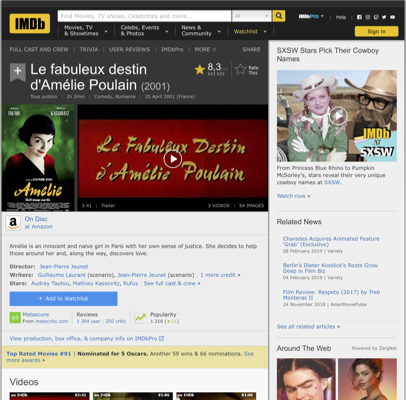 IMDb
Find Movies, TV shows, Celebrities and more...
All
Movies, TV
& Showtimes
Celebs, Events
& Photos
News &
Community
Watchlist
IMDbPro
Help
Sign in
FULL CAST AND CREW | TRIVIA | USER REVIEWS | IMDbPro | MORE
SHARE
Le fabuleux destin
d'Amélie Poulain (2001)
8,3
Rate
This
Tous publics | 2h 2min | Comedy, Romance | 25 April 2001 (France)
Amélie
Le Fabuleux Destin
d'Amélie Poulain
3:41 | Trailer
3 VIDEOS | 54 IMAGES
On Disc
at Amazon
Amélie is an innocent and naive girl in Paris with her own sense of justice. She decides to help
those around her and, along the way, discovers love.
Director: Jean-Pierre Jeunet
Writers: Guillaume Laurant (scenario), Jean-Pierre Jeunet (scenario) | 1 more credit »
Stars: Audrey Tautou, Mathieu Kassovitz, Rufus | See full cast & crew »
+ Add to Watchlist
69
Metascore
From metacritic.com
Reviews
1 384 user | 250 critic
Popularity
1 216
View production, box office, & company info on IMDbPro
Top Rated Movies #91 | Nominated for 5 Oscars. Another 59 wins & 66 nominations. See
more awards »
Videos
SXSW Stars Pick Their Cowboy
Names
IMDb
AT
SXSW
From Princess Blue Rhino to Pumpkin
McSorley's, stars reveal their very
unique cowboy names at SXSW.
Watch now »
Related News
Charades Acquires Animated Feature
'Grab' (Exclusive)
08 February 2019 | Variety
Berlin's Dieter Kosslick's Roots Grow
Deep in Film Biz
04 February 2019 | Variety
Film Review: Respeto (2017) by Treb
Monteras II
24 November 2018 | AsianMoviePulse
See all related articles »
Around The Web
Powered by ZergNet